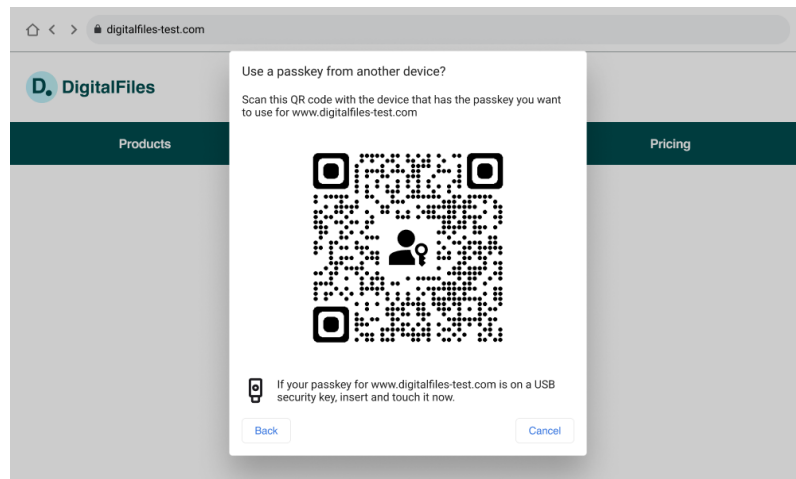 digitalfiles-test.com
D. DigitalFiles
Products
Pricing
Use a passkey from another device?
Scan this QR code with the device that has the passkey you want
to use for www.digitalfiles-test.com
If your passkey for www.digitalfiles-test.com is on a USB
security key, insert and touch it now.
Back
Cancel